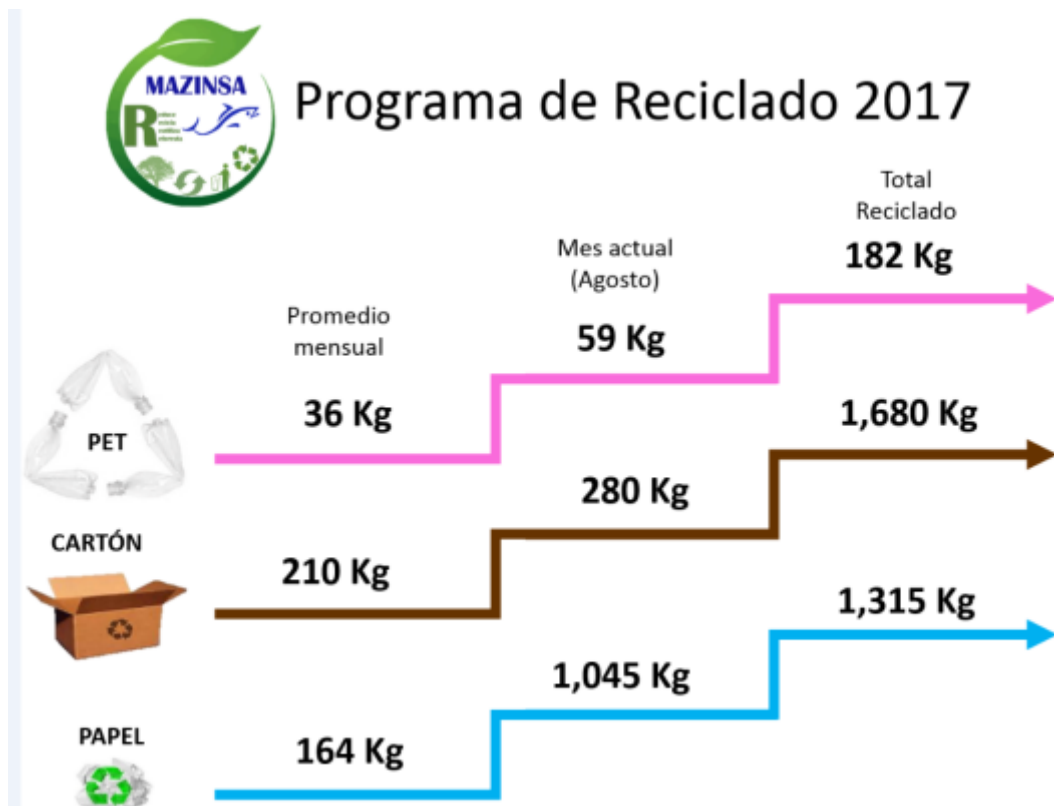 MAZINSA
Programa de Reciclado 2017
R
Total
Reciclado
182 Kg
Mes actual
(Agosto)
59 Kg
Promedio
mensual
36 Kg
PET
1,680 Kg
280 Kg
CARTÓN
210 Kg
1,315 Kg
1,045 Kg
PAPEL
164 Kg